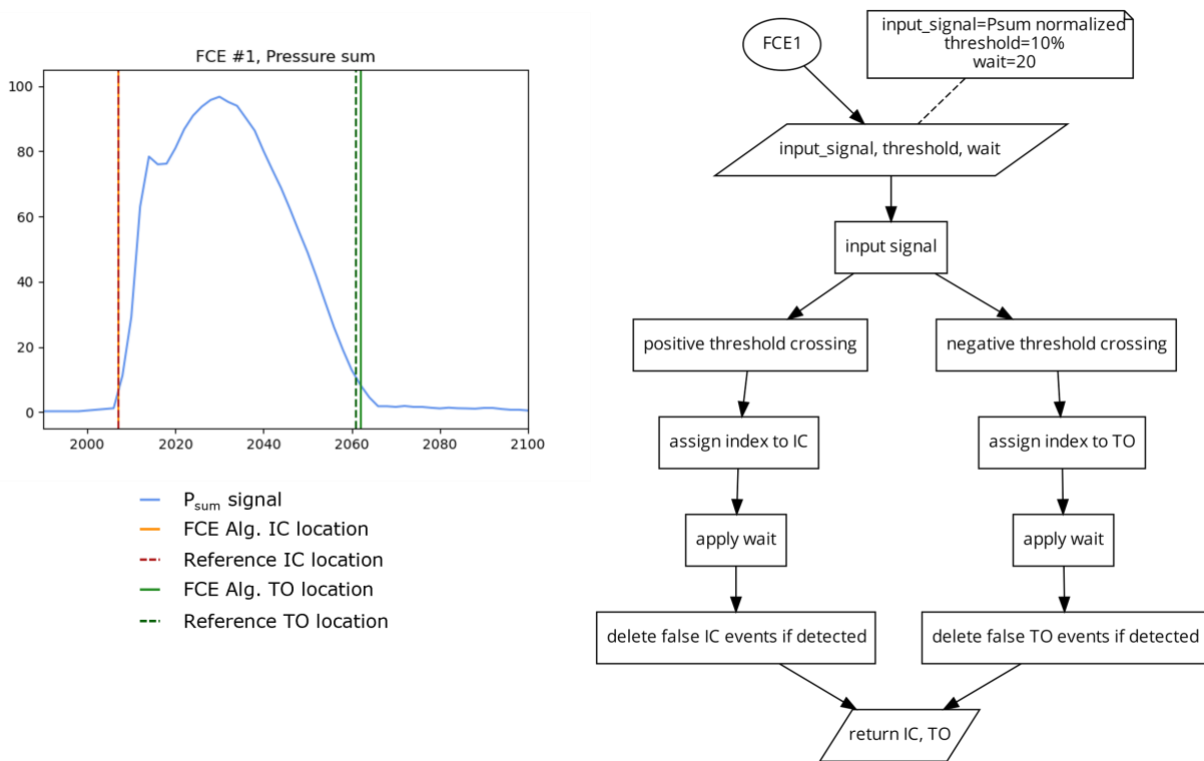 FCE #1, Pressure sum
100
80
60
40
20
0
2000
2020
2040
2060
2080
2100
Psum signal
FCE Alg. IC location
Reference IC location
FCE Alg. TO location
Reference TO location
FCE1
input_signal=Psum normalized
threshold=10%
wait=20
input_signal, threshold, wait
input signal
positive threshold crossing
negative threshold crossing
assign index to IC
assign index to TO
apply wait
apply wait
delete false IC events if detected
delete false TO events if detected
return IC, TO